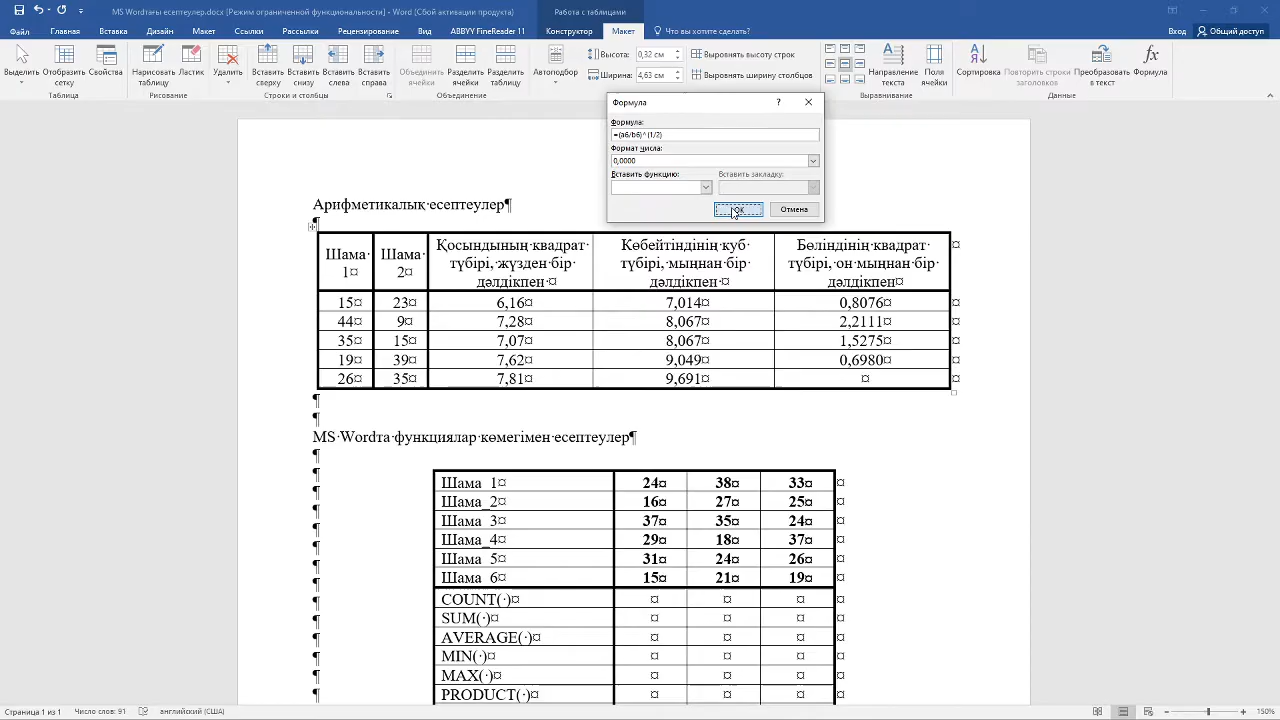 MS Wordтағы есептеулер.docx [Режим ограниченной функциональности] - Word (Сбой активации продукта)
Работа с таблицами
Файл Главная Вставка Дизайн Макет Ссылки Рассылки Рецензирование Вид ABBYY FineReader 11 Конструктор Макет Что вы хотите сделать? Вход Общий доступ
Выделить Отобразить сетку Свойства
Таблица
Нарисовать таблицу Ластик
Рисование
Удалить Вставить сверху Вставить снизу Вставить слева Вставить справа
Строки и столбцы
Объединить ячейки Разделить ячейки Разделить таблицу
Объединение
Автоподбор
Высота: 0,32 см Выровнять высоту строк
Ширина: 4,63 см Выровнять ширину столбцов
Направление текста Поля ячейки
Выравнивание
Сортировка Повторить строки заголовков Преобразовать в текст Формула
Данные
Формула ?
Формула:
=(a6/b6)^(1/2)
Формат числа:
0,0000
Вставить функцию: Вставить закладку:
ОК Отмена
Арифметикалық·есептеулер¶
¶
Шама· 1¤ Шама· 2¤ Қосындының·квадрат· түбірі,·жүзден·бір· дәлдікпен·¤ Көбейтіндінің·куб· түбірі,·мыңнан·бір· дәлдікпен·¤ Бөліндінің·квадрат· түбірі,·он·мыңнан·бір· дәлдікпен¤ ¤
15¤ 23¤ 6,16¤ 7,014¤ 0,8076¤ ¤
44¤ 9¤ 7,28¤ 8,067¤ 2,2111¤ ¤
35¤ 15¤ 7,07¤ 8,067¤ 1,5275¤ ¤
19¤ 39¤ 7,62¤ 9,049¤ 0,6980¤ ¤
26¤ 35¤ 7,81¤ 9,691¤ ¤ ¤
¶
¶
MS·Wordта·функциялар·көмегімен·есептеулер¶
¶
Шама_1¤ 24¤ 38¤ 33¤ ¤
Шама_2¤ 16¤ 27¤ 25¤ ¤
Шама_3¤ 37¤ 35¤ 24¤ ¤
Шама_4¤ 29¤ 18¤ 37¤ ¤
Шама_5¤ 31¤ 24¤ 26¤ ¤
Шама_6¤ 15¤ 21¤ 19¤ ¤
COUNT(·)¤ ¤ ¤ ¤ ¤
SUM(·)¤ ¤ ¤ ¤ ¤
AVERAGE(·)¤ ¤ ¤ ¤ ¤
MIN(·)¤ ¤ ¤ ¤ ¤
MAX(·)¤ ¤ ¤ ¤ ¤
PRODUCT(·)¤ ¤ ¤ ¤ ¤
Страница 1 из 1 Число слов: 91 английский (США) 150%